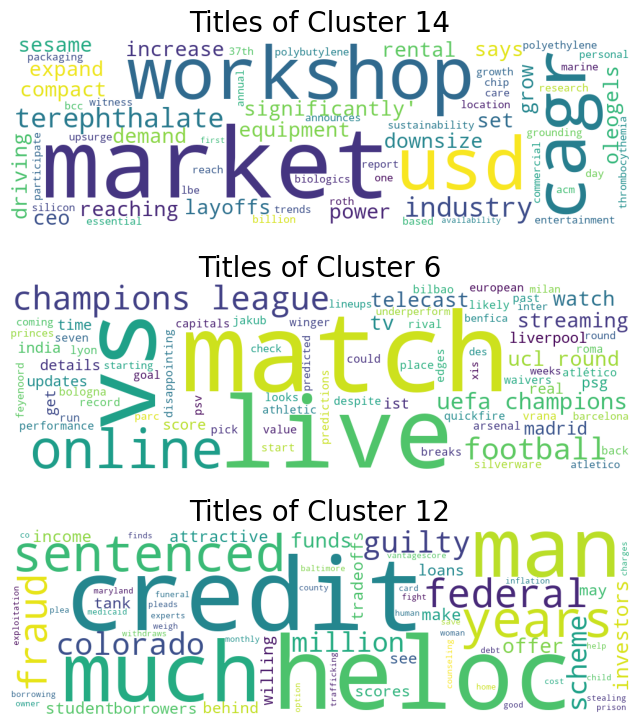 Titles of Cluster 14
sesame increase 37th polybutylene rental says polyethylene personal
packaging workshop growth chip care marine
expand compact bcc witness annual significantly' location research grow cagr oleogels
terephthalate announces sustainability set grounding
driving participate upsurge demand first equipment downsize commercial thrombocythemia
market reach biologics report one usd acm day
silicon reaching lbe layoffs trends roth power industry
ceo essential billion based availability entertainment
Titles of Cluster 6
champions league lineups telecast bilbao underperform european likely past milan inter watch
coming princes time capitals jakub winger tv rival benfica streaming
seven vs match liverpool round roma
india lyon starting disappointing check predicted could place edges des xis ucl round
feyenoord details bologna goal looks weeks atlético
updates record psv athletic predictions despite ist waivers real psg
get run parc live uefa champions
performance score pick value quickfire vrana barcelona
online start breaks arsenal madrid football back
silverware atletico
Titles of Cluster 12
co income finds attractive funds tradeoffs guilty vantagescore man inflation charges
sentenced baltimore loans
exploitation fraud maryland county credit card federal may investors
plea tank medicaid funeral pleads experts weigh fight human make years
colorado withdraws million willing woman save offer scheme help
much monthly trafficking see heloc counseling debt cost child
borrowing owner option scores home good stealing
studentborrowers behind prison